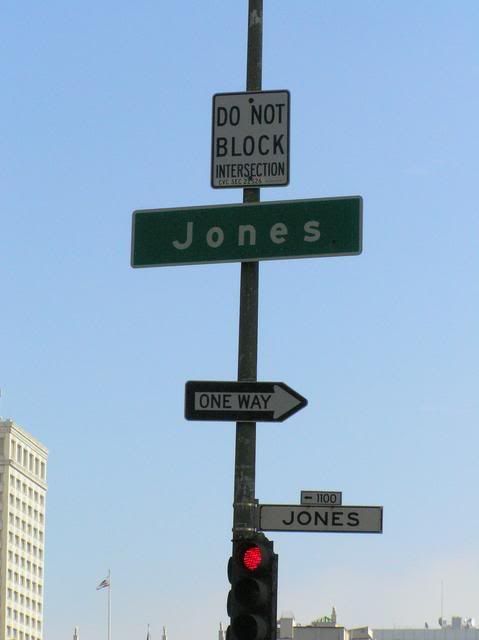 DO NOT
BLOCK
INTERSECTION
Jones
ONE WAY
← 1100
JONES